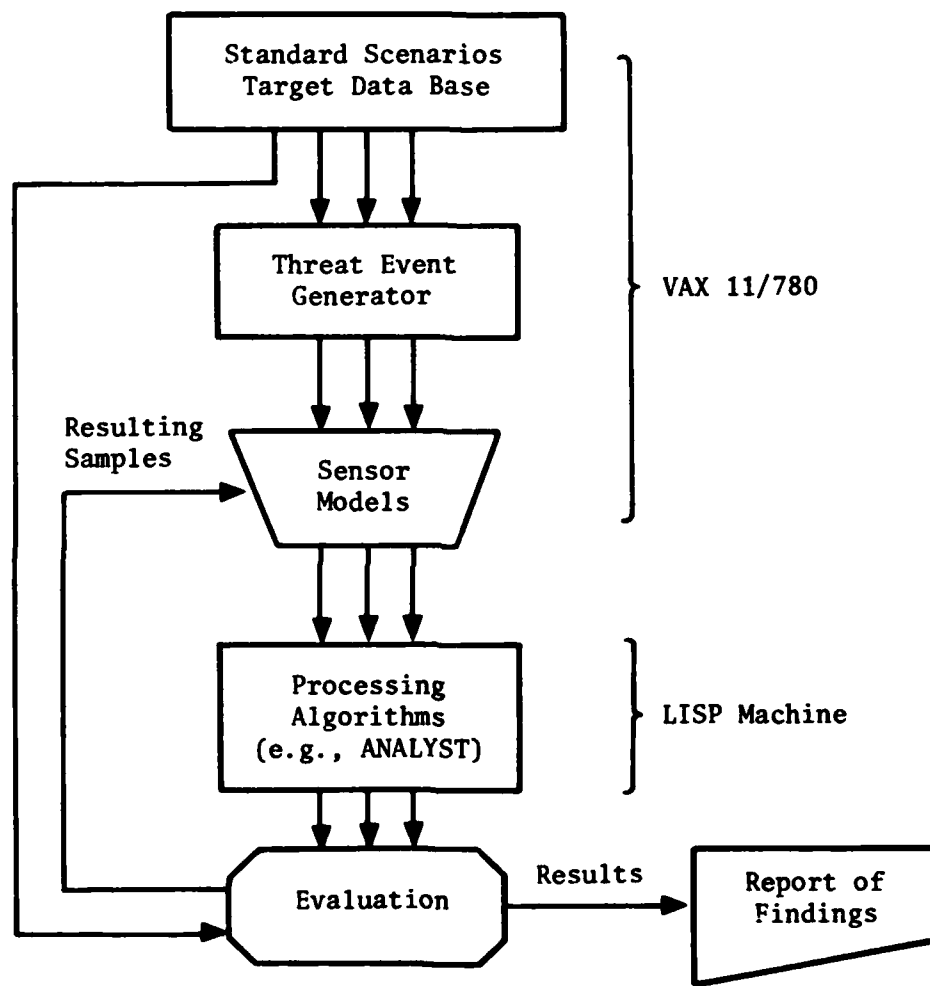 Standard Scenarios
Target Data Base
Threat Event
Generator
VAX 11/780
Resulting
Samples
Sensor
Models
Processing
Algorithms
(e.g., ANALYST)
LISP Machine
Evaluation
Results
Report of
Findings